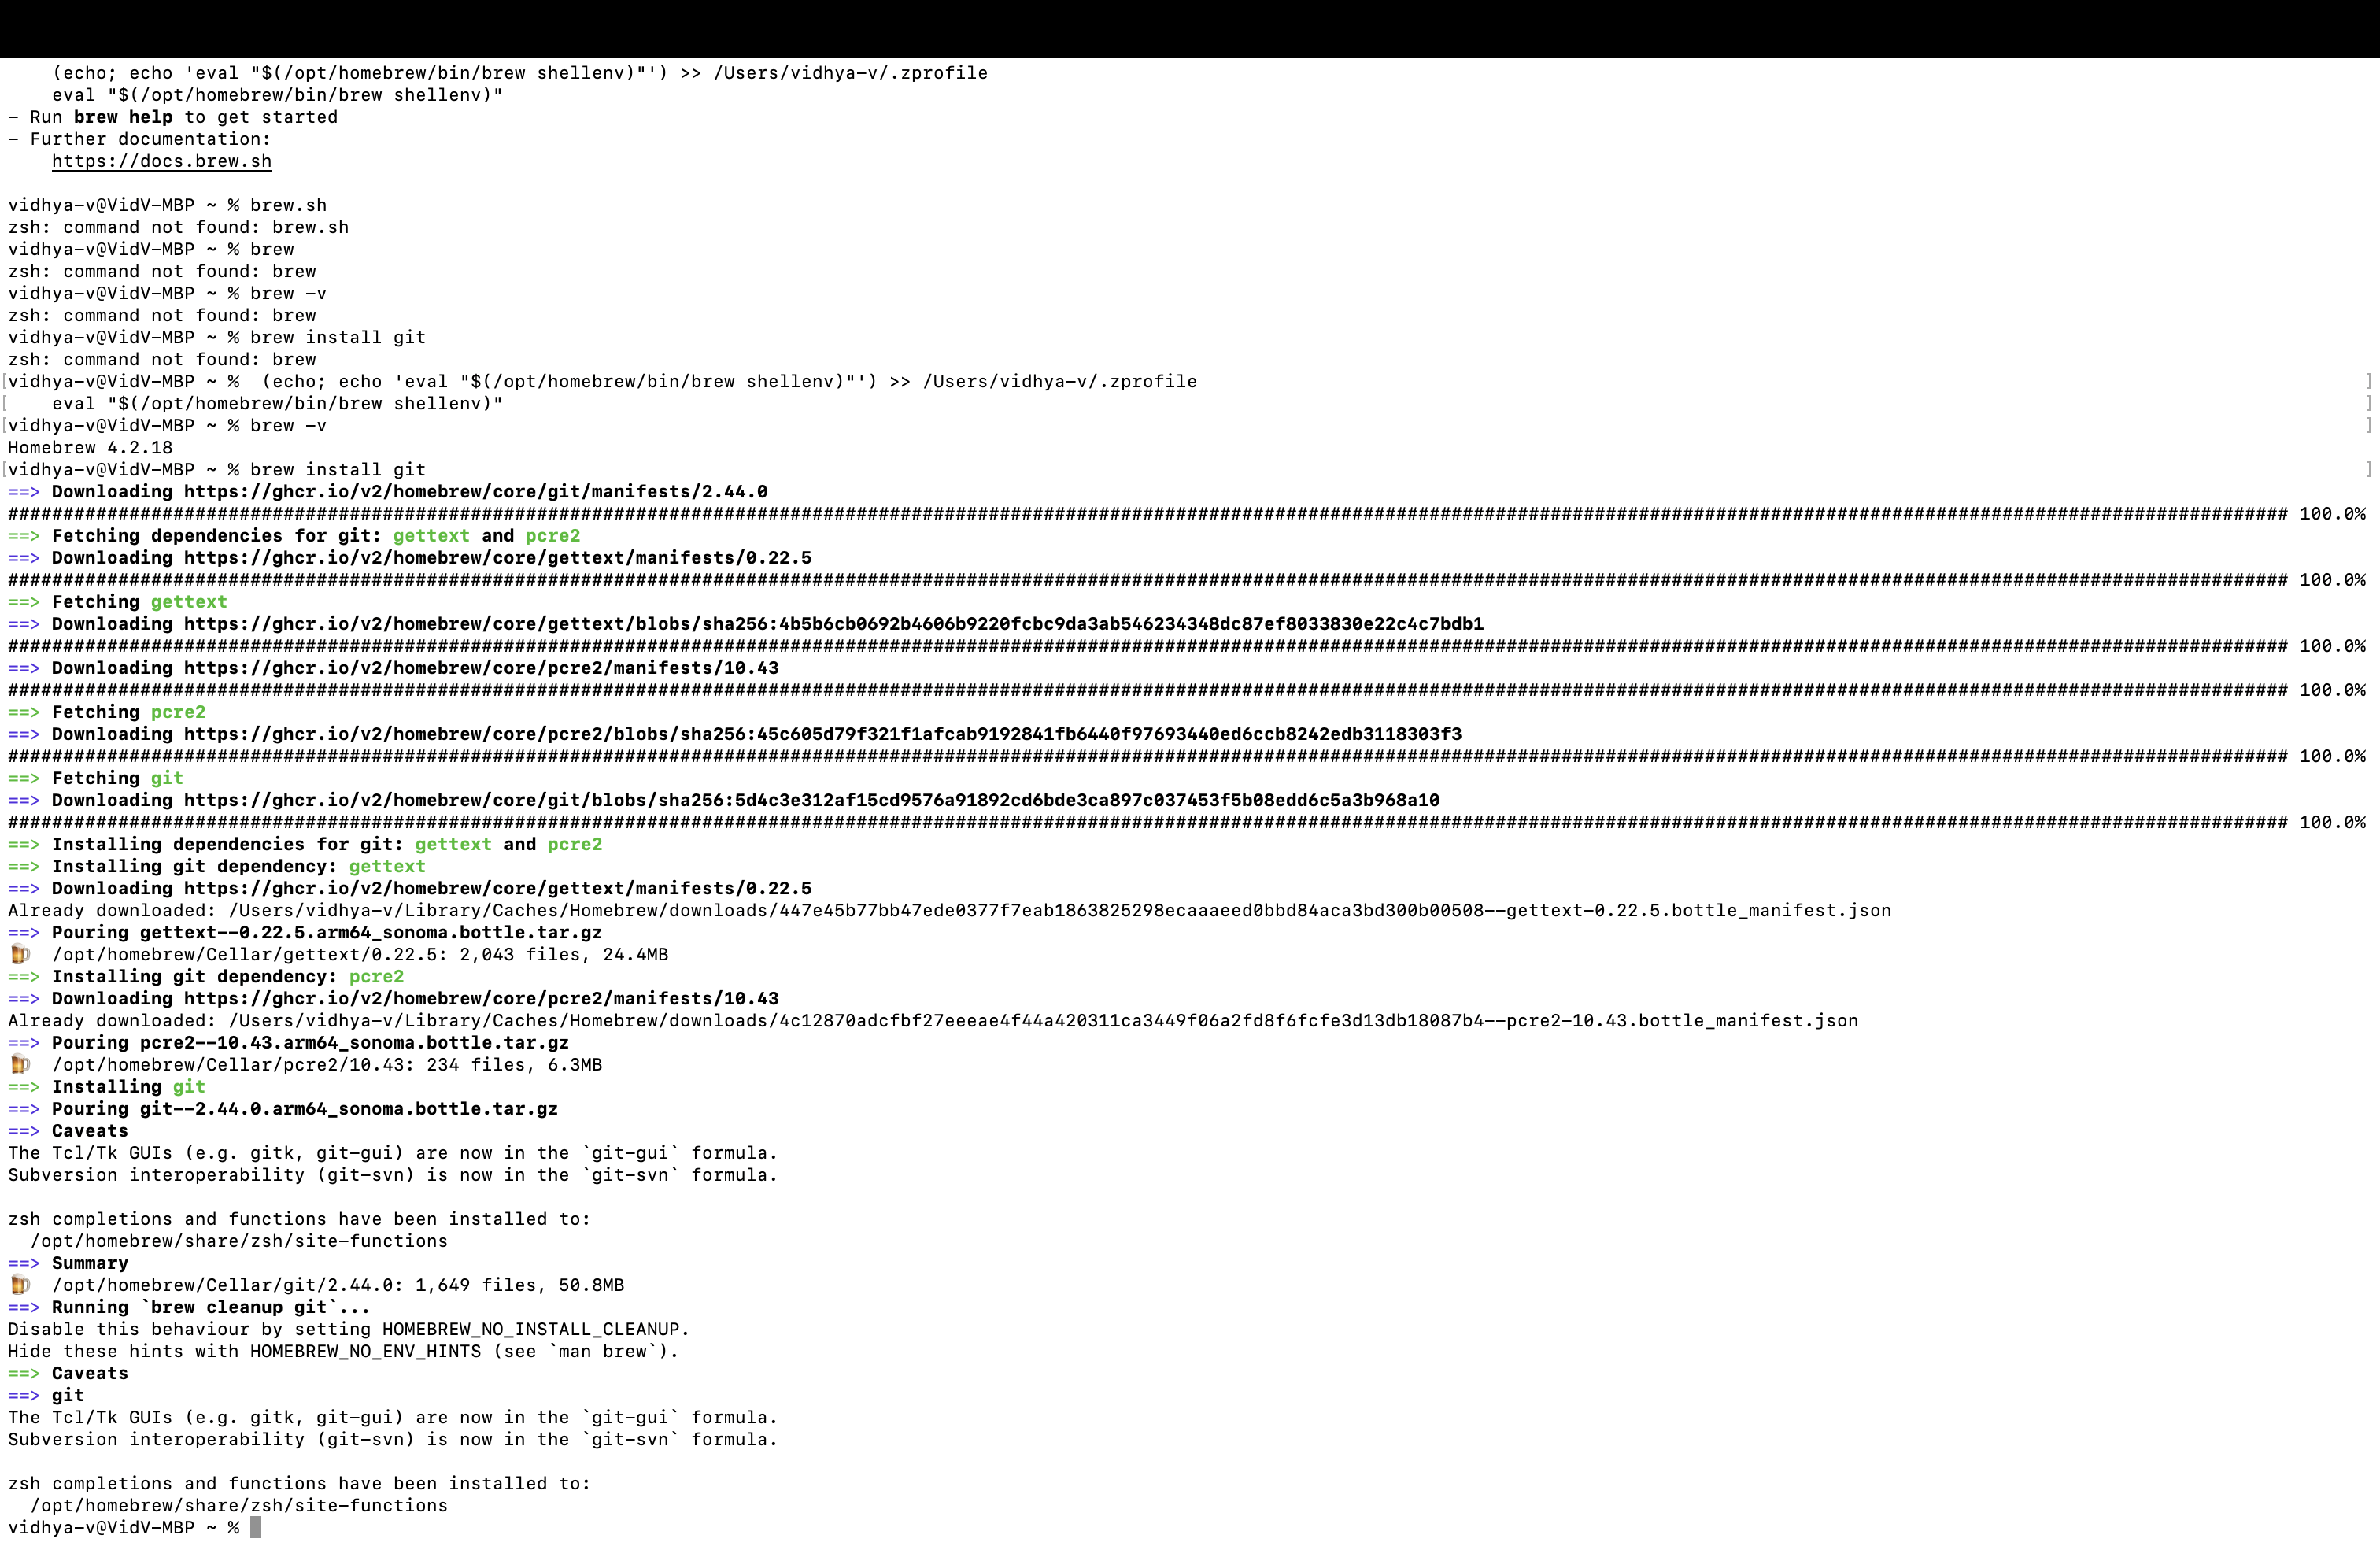 (echo; echo 'eval "$(/opt/homebrew/bin/brew shellenv)"') >> /Users/vidhya-v/.zprofile
eval "$(/opt/homebrew/bin/brew shellenv)"
- Run brew help to get started
- Further documentation:
https://docs.brew.sh
vidhya-v@VidV-MBP ~ % brew.sh
zsh: command not found: brew.sh
vidhya-v@VidV-MBP ~ % brew
zsh: command not found: brew
vidhya-v@VidV-MBP ~ % brew -v
zsh: command not found: brew
vidhya-v@VidV-MBP ~ % brew install git
zsh: command not found: brew
[vidhya-v@VidV-MBP ~ %  (echo; echo 'eval "$(/opt/homebrew/bin/brew shellenv)"') >> /Users/vidhya-v/.zprofile ]
[    eval "$(/opt/homebrew/bin/brew shellenv)" ]
[vidhya-v@VidV-MBP ~ % brew -v ]
Homebrew 4.2.18
[vidhya-v@VidV-MBP ~ % brew install git ]
==> Downloading https://ghcr.io/v2/homebrew/core/git/manifests/2.44.0
################################################################################ 100.0%
==> Fetching dependencies for git: gettext and pcre2
==> Downloading https://ghcr.io/v2/homebrew/core/gettext/manifests/0.22.5
################################################################################ 100.0%
==> Fetching gettext
==> Downloading https://ghcr.io/v2/homebrew/core/gettext/blobs/sha256:4b5b6cb0692b4606b9220fcbc9da3ab546234348dc87ef8033830e22c4c7bdb1
################################################################################ 100.0%
==> Downloading https://ghcr.io/v2/homebrew/core/pcre2/manifests/10.43
################################################################################ 100.0%
==> Fetching pcre2
==> Downloading https://ghcr.io/v2/homebrew/core/pcre2/blobs/sha256:45c605d79f321f1afcab9192841fb6440f97693440ed6ccb8242edb3118303f3
################################################################################ 100.0%
==> Fetching git
==> Downloading https://ghcr.io/v2/homebrew/core/git/blobs/sha256:5d4c3e312af15cd9576a91892cd6bde3ca897c037453f5b08edd6c5a3b968a10
################################################################################ 100.0%
==> Installing dependencies for git: gettext and pcre2
==> Installing git dependency: gettext
==> Downloading https://ghcr.io/v2/homebrew/core/gettext/manifests/0.22.5
Already downloaded: /Users/vidhya-v/Library/Caches/Homebrew/downloads/447e45b77bb47ede0377f7eab1863825298ecaaaeed0bbd84aca3bd300b00508--gettext-0.22.5.bottle_manifest.json
==> Pouring gettext--0.22.5.arm64_sonoma.bottle.tar.gz
🍺  /opt/homebrew/Cellar/gettext/0.22.5: 2,043 files, 24.4MB
==> Installing git dependency: pcre2
==> Downloading https://ghcr.io/v2/homebrew/core/pcre2/manifests/10.43
Already downloaded: /Users/vidhya-v/Library/Caches/Homebrew/downloads/4c12870adcfbf27eeeae4f44a420311ca3449f06a2fd8f6fcfe3d13db18087b4--pcre2-10.43.bottle_manifest.json
==> Pouring pcre2--10.43.arm64_sonoma.bottle.tar.gz
🍺  /opt/homebrew/Cellar/pcre2/10.43: 234 files, 6.3MB
==> Installing git
==> Pouring git--2.44.0.arm64_sonoma.bottle.tar.gz
==> Caveats
The Tcl/Tk GUIs (e.g. gitk, git-gui) are now in the `git-gui` formula.
Subversion interoperability (git-svn) is now in the `git-svn` formula.
zsh completions and functions have been installed to:
/opt/homebrew/share/zsh/site-functions
==> Summary
🍺  /opt/homebrew/Cellar/git/2.44.0: 1,649 files, 50.8MB
==> Running `brew cleanup git`...
Disable this behaviour by setting HOMEBREW_NO_INSTALL_CLEANUP.
Hide these hints with HOMEBREW_NO_ENV_HINTS (see `man brew`).
==> Caveats
==> git
The Tcl/Tk GUIs (e.g. gitk, git-gui) are now in the `git-gui` formula.
Subversion interoperability (git-svn) is now in the `git-svn` formula.
zsh completions and functions have been installed to:
/opt/homebrew/share/zsh/site-functions
vidhya-v@VidV-MBP ~ %